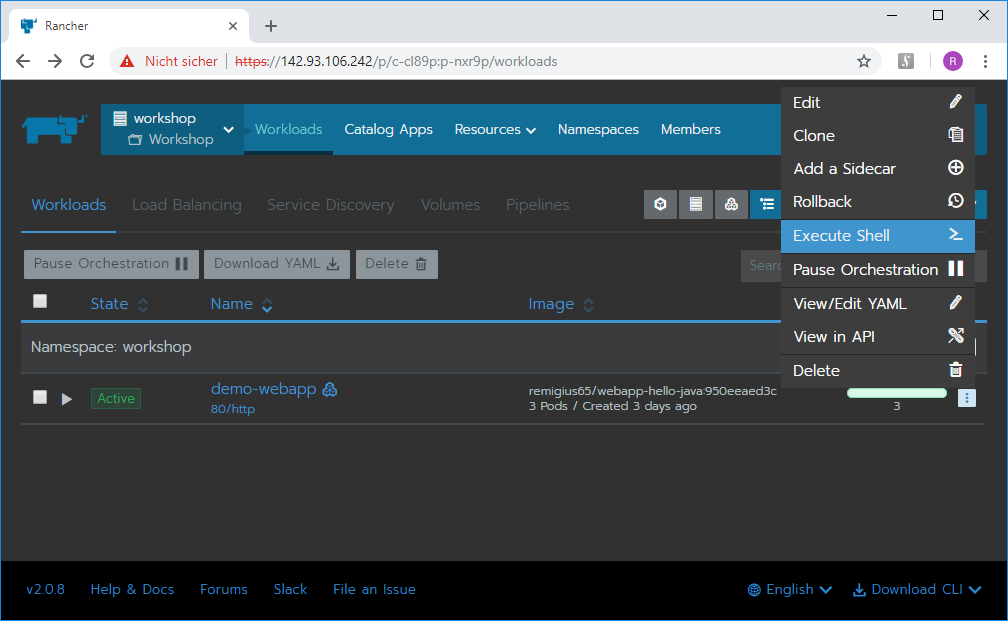 Rancher
Nicht sicher https://142.93.106.242/p/c-cl89p:p-nxr9p/workloads
R
workshop
Workshop
Workloads Catalog Apps Resources Namespaces Members
Workloads Load Balancing Service Discovery Volumes Pipelines
Pause Orchestration Download YAML Delete
State Name Image
Namespace: workshop
Active demo-webapp remigius65/webapp-hello-java:950eeaed3c
80/http 3 Pods / Created 3 days ago 3
Edit
Clone
Add a Sidecar
Rollback
Execute Shell
Pause Orchestration
View/Edit YAML
View in API
Delete
v2.0.8 Help & Docs Forums Slack File an Issue English Download CLI